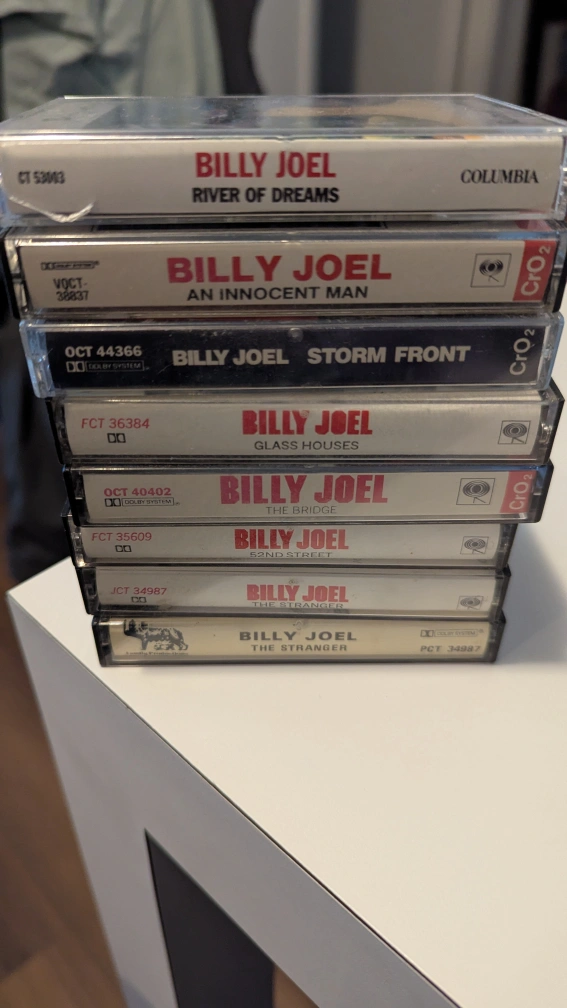 CT 53003
BILLY JOEL
RIVER OF DREAMS
COLUMBIA
DOLBY SYSTEM
VOCT-
38837
BILLY JOEL
AN INNOCENT MAN
CrO2
OCT 44366
DOLBY SYSTEM
BILLY JOEL STORM FRONT
CrO2
FCT 36384
BILLY JOEL
GLASS HOUSES
OCT 40402
DOLBY SYSTEM
BILLY JOEL
THE BRIDGE
CrO2
FCT 35609
BILLY JOEL
52ND STREET
JCT 34987
BILLY JOEL
THE STRANGER
BILLY JOEL
THE STRANGER
DOLBY SYSTEM
PCT 34987